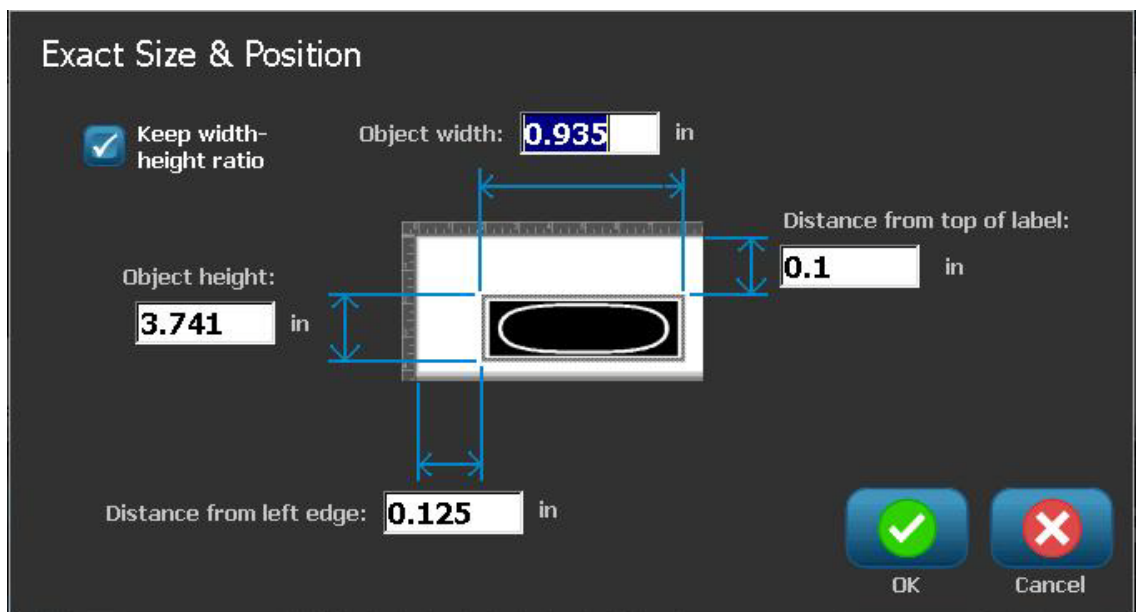 Exact Size & Position
Keep width-
height ratio
Object width: 0.935 in
Distance from top of label:
0.1 in
Object height:
3.741 in
Distance from left edge: 0.125 in
OK
Cancel